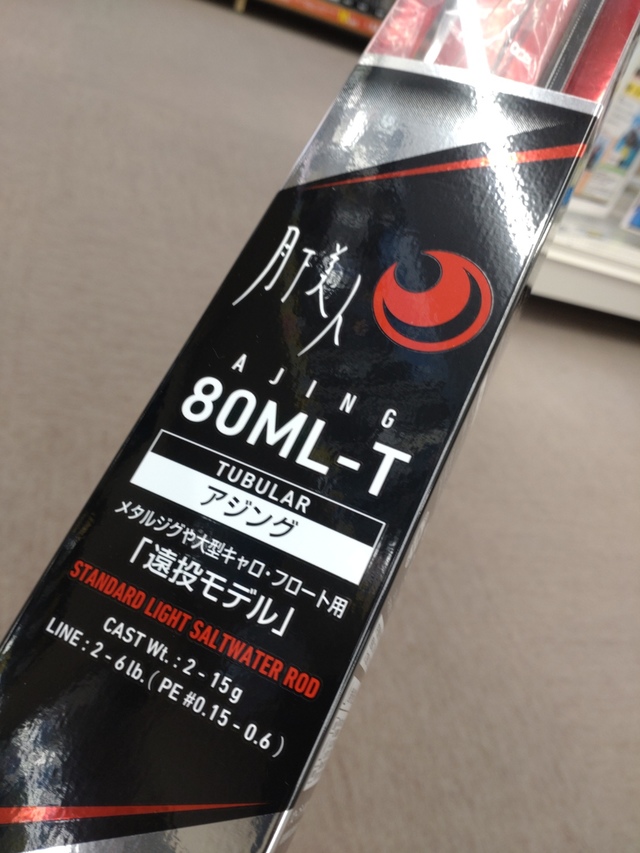 月下美人
AJING
80ML-T
TUBULAR
アジング
メタルジグや大型キャロ・フロート用
「遠投モデル」
STANDARD LIGHT SALTWATER ROD
CAST Wt. : 2 - 15g
LINE : 2 - 6lb. ( PE #0.15 - 0.6 )